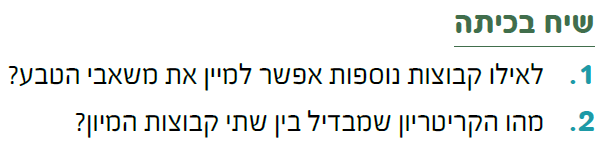 שיח בכיתה
1. לאילו קבוצות נוספות אפשר למיין את משאבי הטבע?
2. מהו הקריטריון שמבדיל בין שתי קבוצות המיון?